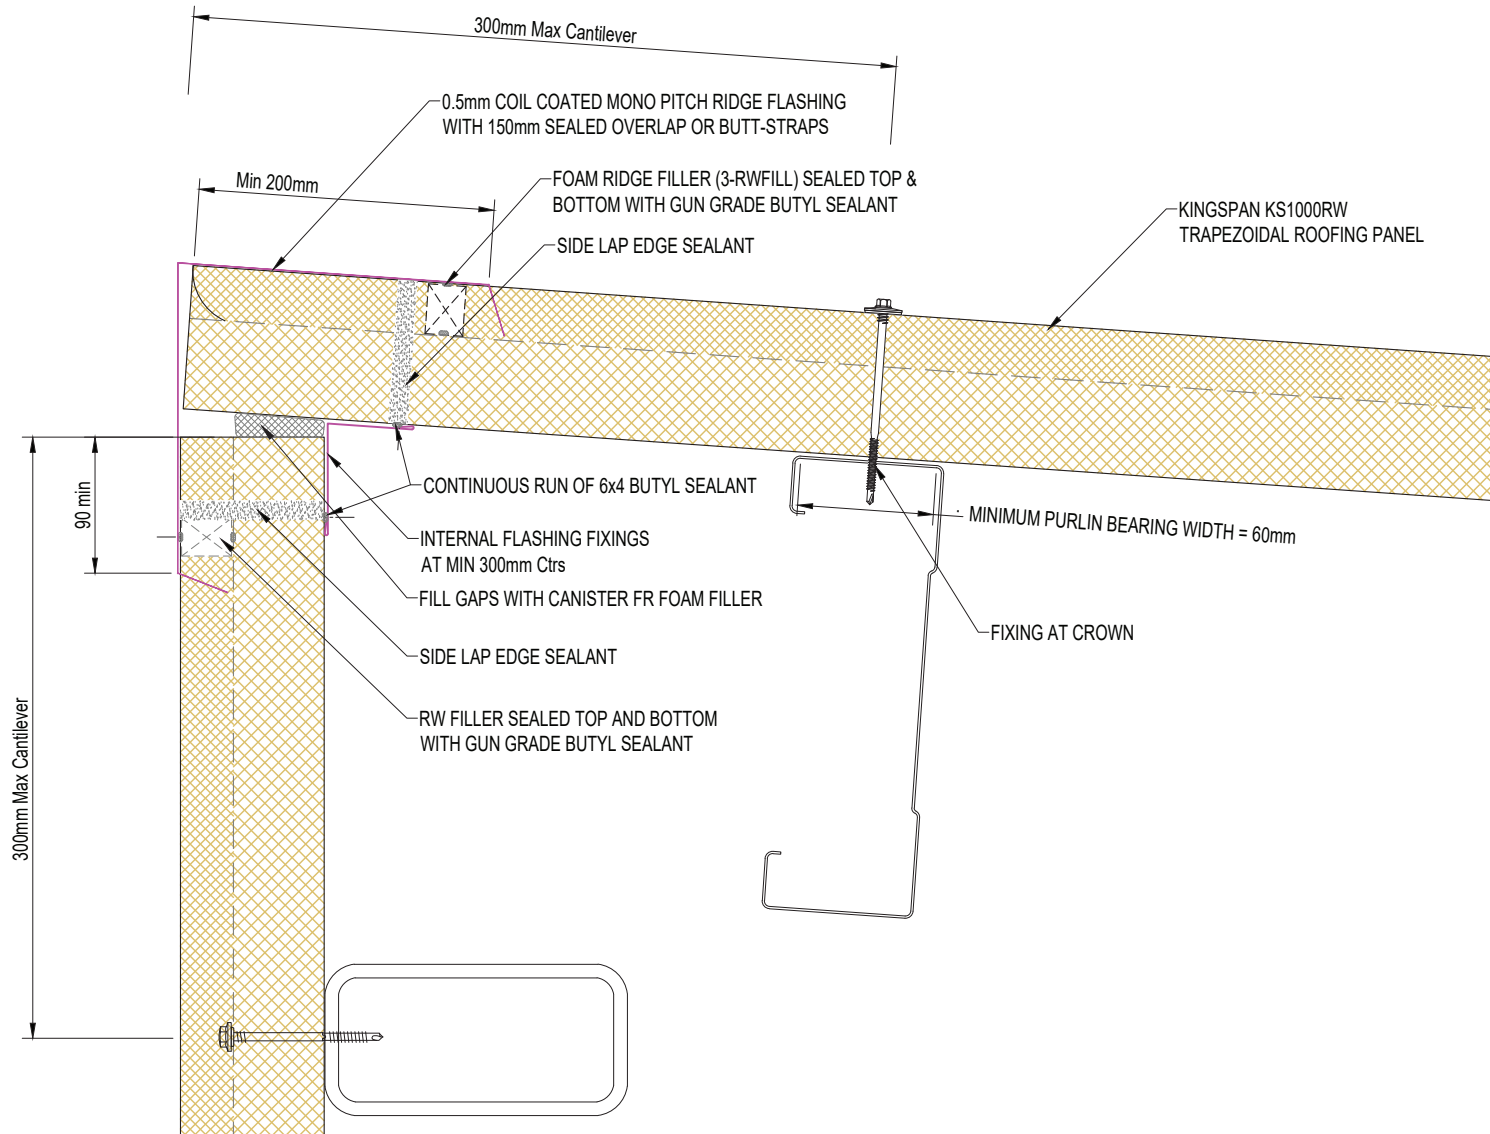 300mm Max Cantilever
0.5mm COIL COATED MONO PITCH RIDGE FLASHING
WITH 150mm SEALED OVERLAP OR BUTT-STRAPS
Min 200mm
FOAM RIDGE FILLER (3-RWFILL) SEALED TOP &
BOTTOM WITH GUN GRADE BUTYL SEALANT
SIDE LAP EDGE SEALANT
KINGSPAN KS1000RW
TRAPEZOIDAL ROOFING PANEL
90 min
CONTINUOUS RUN OF 6x4 BUTYL SEALANT
MINIMUM PURLIN BEARING WIDTH = 60mm
INTERNAL FLASHING FIXINGS
AT MIN 300mm Ctrs
FILL GAPS WITH CANISTER FR FOAM FILLER
FIXING AT CROWN
SIDE LAP EDGE SEALANT
RW FILLER SEALED TOP AND BOTTOM
WITH GUN GRADE BUTYL SEALANT
300mm Max Cantilever